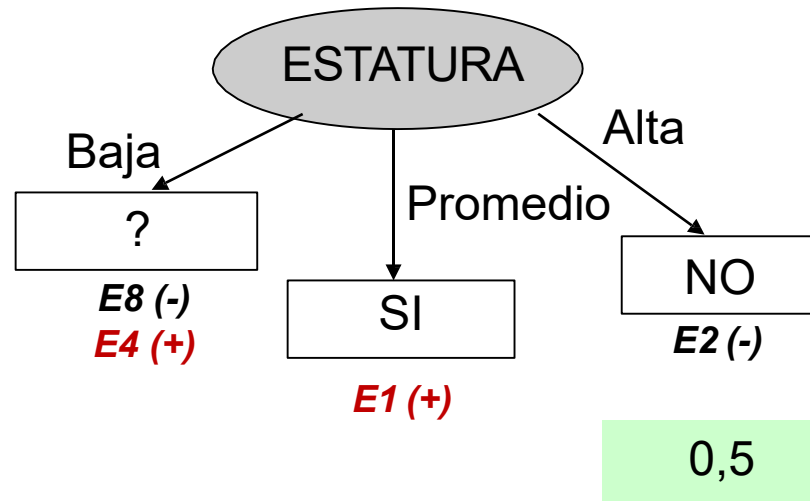 ESTATURA
Baja
Promedio
Alta
?
E8 (-)
E4 (+)
SI
E1 (+)
NO
E2 (-)
0,5